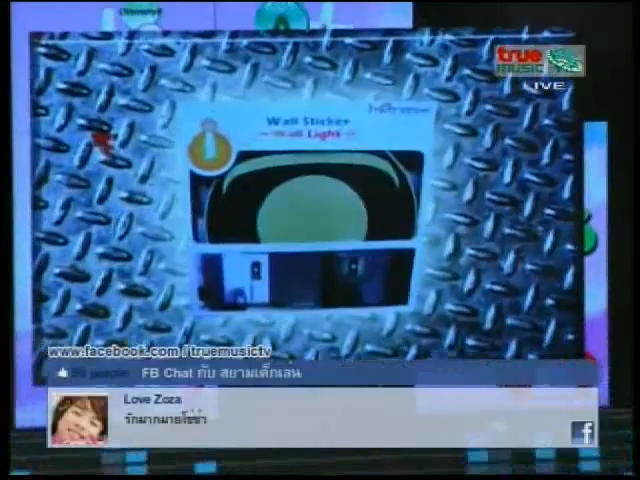 true
music
LIVE
Wall Sticker
Wall Light
www.facebook.com/truemusictv
people
FB Chat กับ สยามเด็กเล่น
Love Zoza
รักมากมายโซ่ซ่า
f